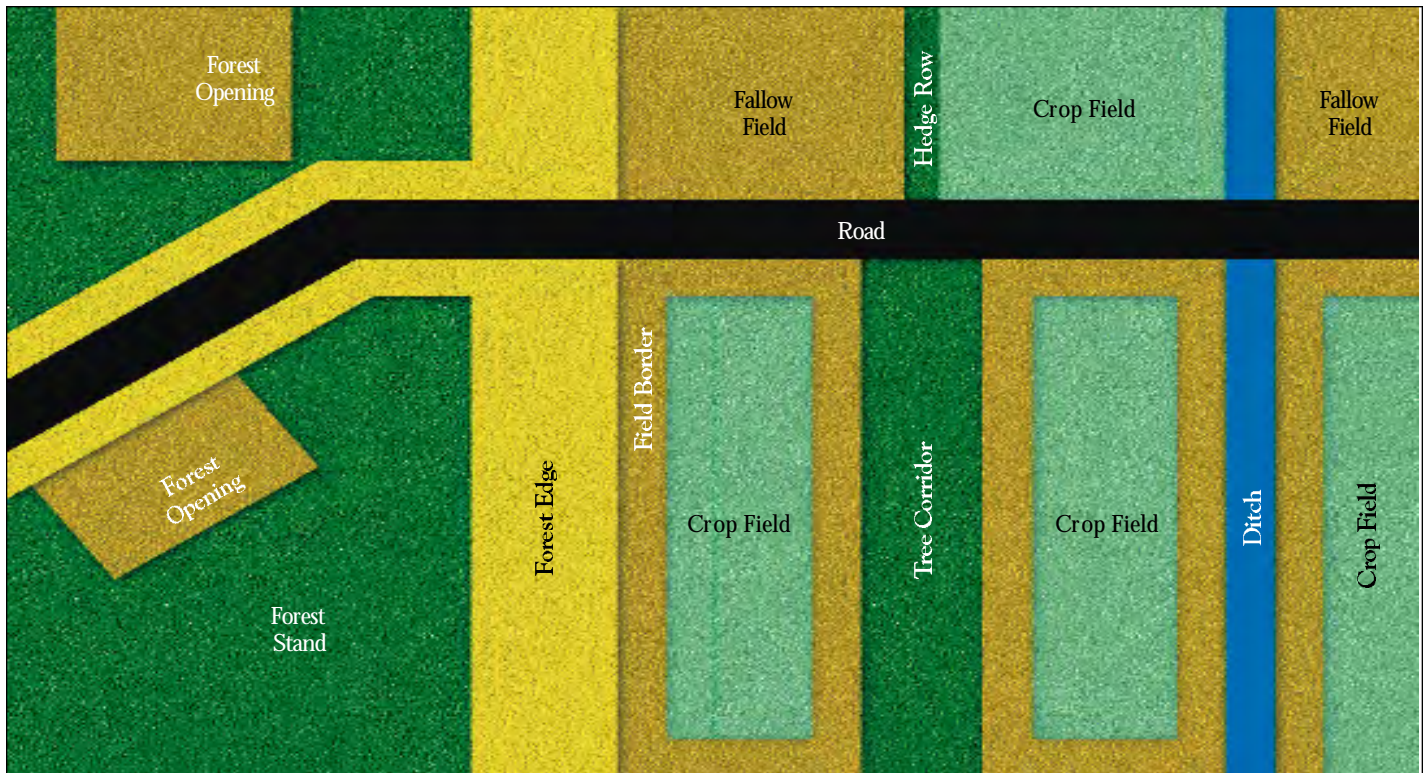 Forest
Opening
Fallow
Field
Hedge Row
Crop Field
Fallow
Field
Road
Forest
Opening
Forest
Stand
Forest Edge
Field Border
Crop Field
Tree Corridor
Crop Field
Ditch
Crop Field